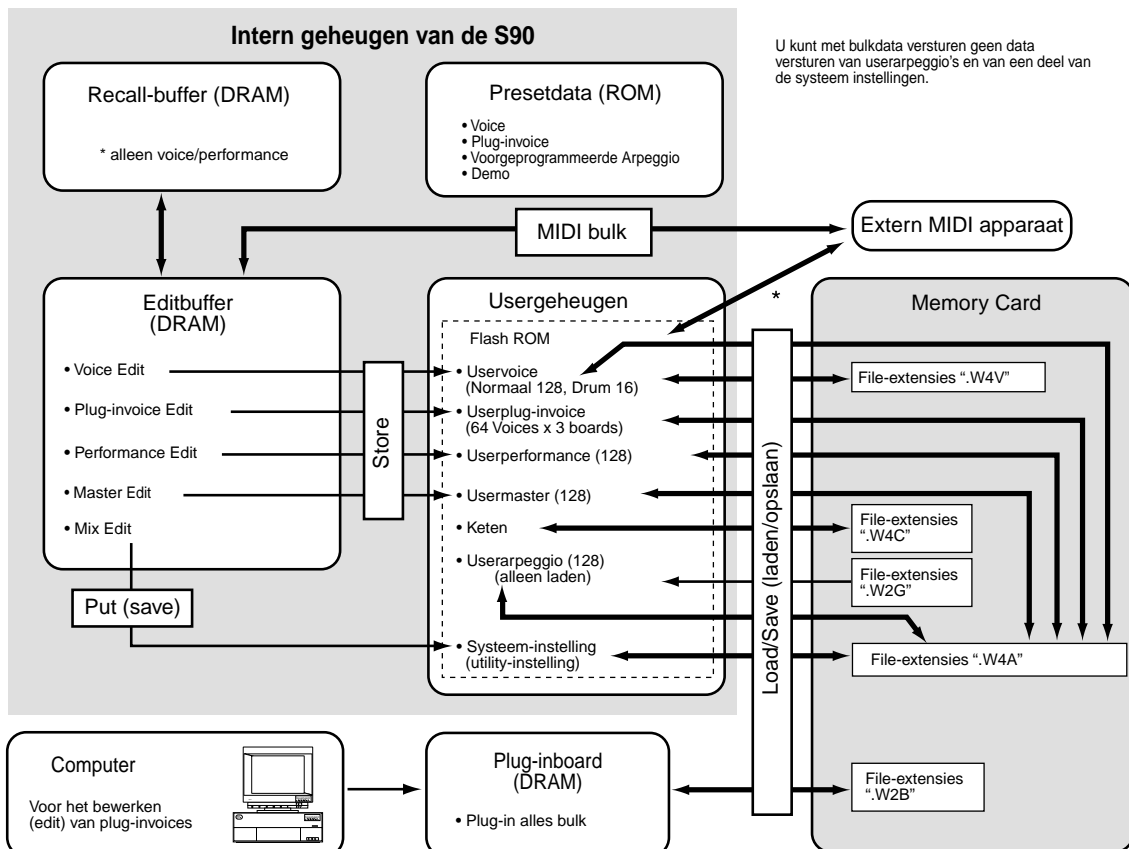 Intern geheugen van de S90
U kunt met bulkdata versturen geen data
versturen van userarpeggio's en van een deel van
de systeem instellingen.
Recall-buffer (DRAM)
* alleen voice/performance
Presetdata (ROM)
• Voice
• Plug-invoice
• Voorgeprogrammeerde Arpeggio
• Demo
MIDI bulk
Extern MIDI apparaat
*
Editbuffer
(DRAM)
• Voice Edit
• Plug-invoice Edit
• Performance Edit
• Master Edit
• Mix Edit
Store
Put (save)
Usergeheugen
Flash ROM
• Uservoice
(Normaal 128, Drum 16)
• Userplug-invoice
(64 Voices x 3 boards)
• Userperformance (128)
• Usermaster (128)
• Keten
• Userarpeggio (128)
(alleen laden)
• Systeem-instelling
(utility-instelling)
Load/Save (laden/opslaan)
Memory Card
File-extensies “.W4V”
File-extensies
“.W4C”
File-extensies
“.W2G”
File-extensies “.W4A”
File-extensies
“.W2B”
Computer
Voor het bewerken
(edit) van plug-invoices
Plug-inboard
(DRAM)
• Plug-in alles bulk